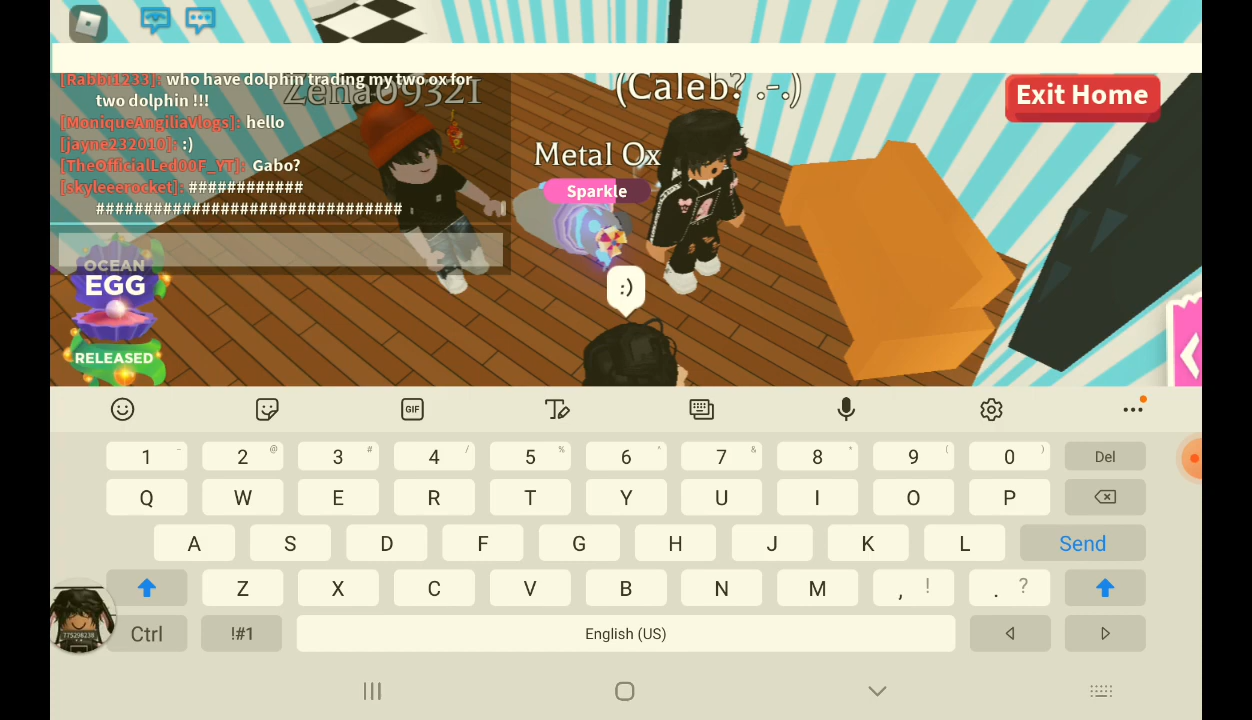 [Rabbi1233]: who have dolphin trading my two ox for
two dolphin !!!
[MoniqueAngiliaVlogs]: hello
[jayne232010]: :)
[TheOfficialLed00F_YT]: Gabo?
[skyleeerocket]: ############
################################
Zena09321
(Caleb? .-.)
Metal Ox
Sparkle
:)
Exit Home
OCEAN
EGG
RELEASED
GIF
1 2 @ 3 # 4 / 5 % 6 ^ 7 & 8 * 9 ( 0 ) Del
Q W E R T Y U I O P
A S D F G H J K L Send
Z X C V B N M , ! . ?
Ctrl !#1 English (US)